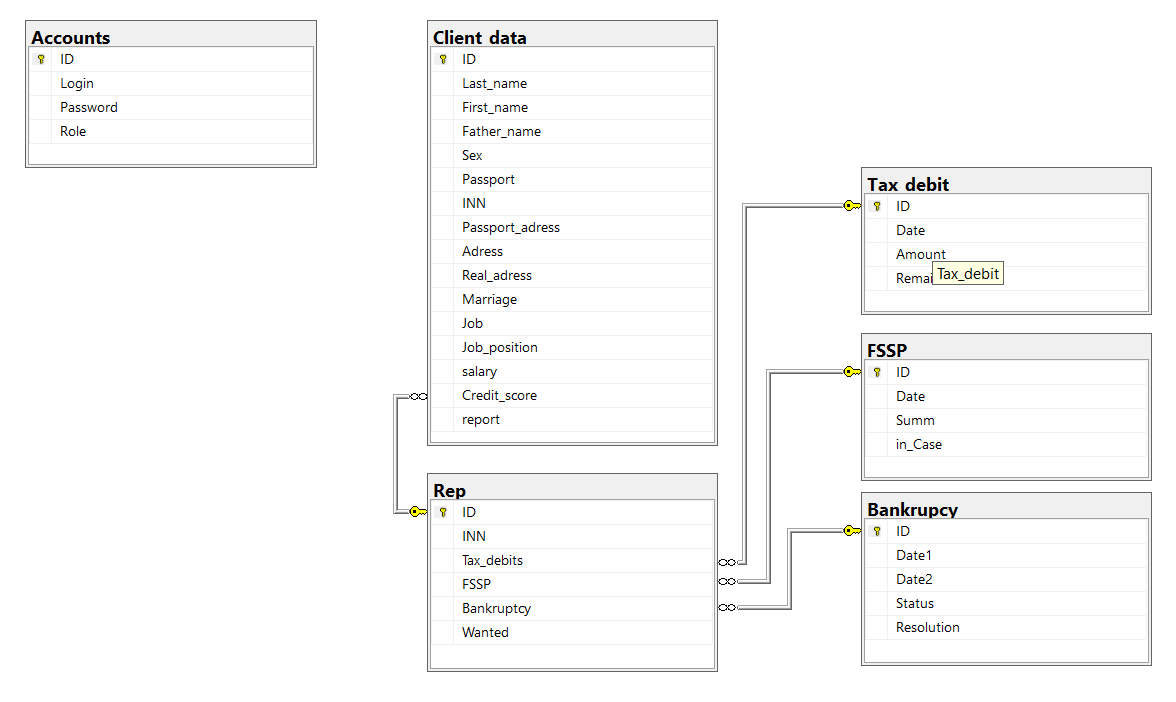 Accounts
ID
Login
Password
Role
Client data
ID
Last_name
First_name
Father_name
Sex
Passport
INN
Passport_adress
Adress
Real_adress
Marriage
Job
Job_position
salary
Credit_score
report
Rep
ID
INN
Tax_debits
FSSP
Bankruptcy
Wanted
Tax debit
ID
Date
Amount
Tax_debit
FSSP
ID
Date
Summ
in_Case
Bankrupcy
ID
Date1
Date2
Status
Resolution